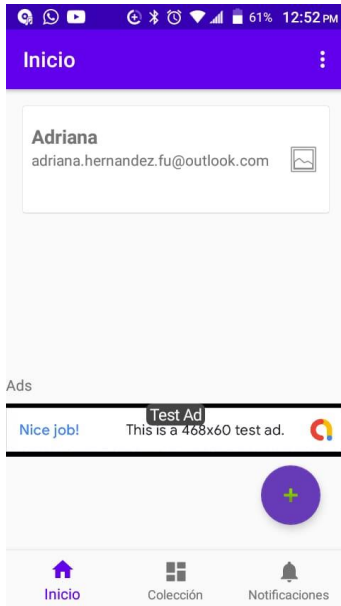 61% 12:52 PM
Inicio
Adriana
adriana.hernandez.fu@outlook.com
Ads
Test Ad
Nice job! This is a 468x60 test ad.
+
Inicio Colección Notificaciones